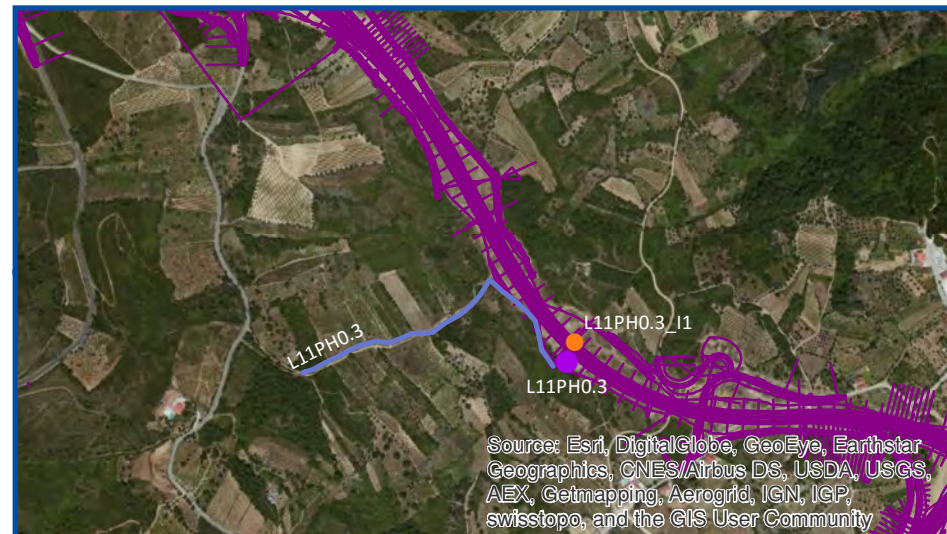 L11PH0.3
L11PH0.3_I1
L11PH0.3
Source: Esri, DigitalGlobe, GeoEye, Earthstar
Geographics, CNES/Airbus DS, USDA, USGS,
AEX, Getmapping, Aerogrid, IGN, IGP,
swisstopo, and the GIS User Community